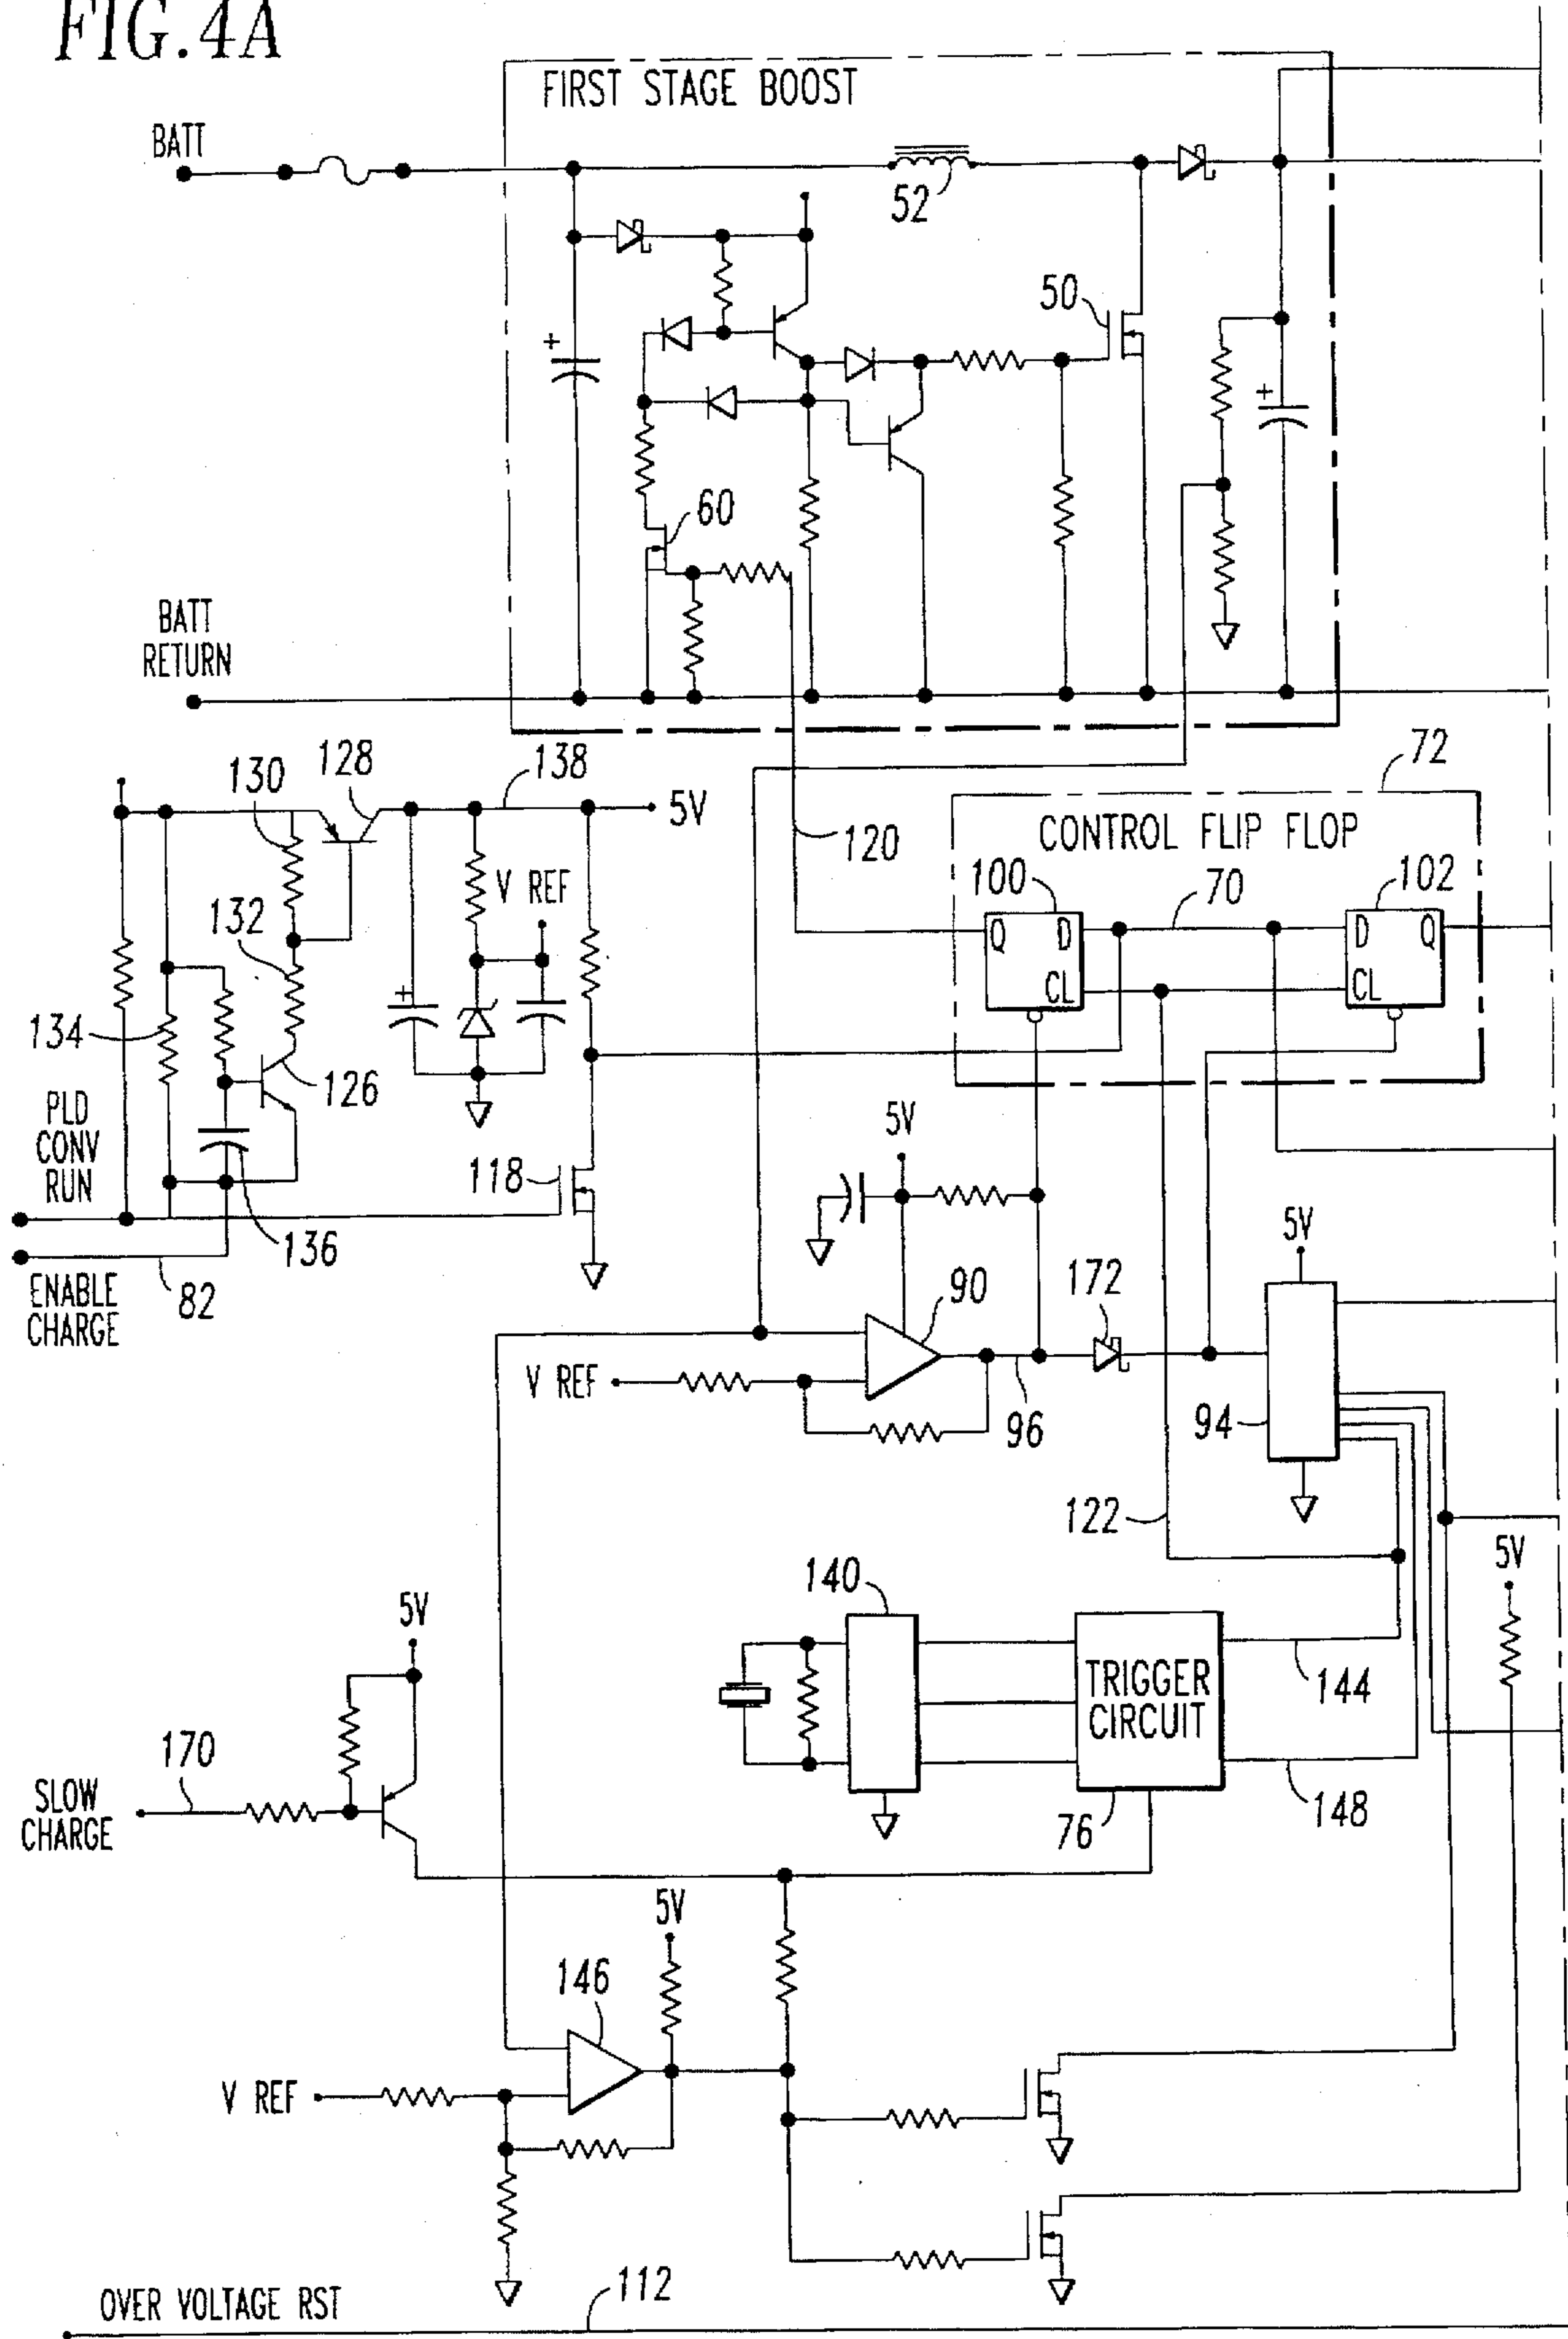 FIG.4A
FIRST STAGE BOOST
BATT
52
50
+
+
60
BATT
RETURN
130
128
138
5V
72
CONTROL FLIP FLOP
120
V REF
100
70
102
132
Q
D
D
Q
CL
CL
+
134
126
PLD
CONV
RUN
5V
118
136
5V
ENABLE
CHARGE
82
90
172
V REF
96
94
122
140
5V
5V
TRIGGER
CIRCUIT
144
170
SLOW
CHARGE
76
148
5V
146
V REF
OVER VOLTAGE RST
112